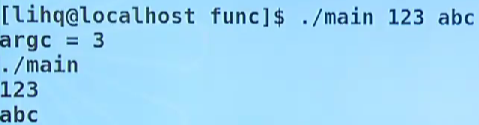 [lihq@localhost func]$ ./main 123 abc
argc = 3
./main
123
abc